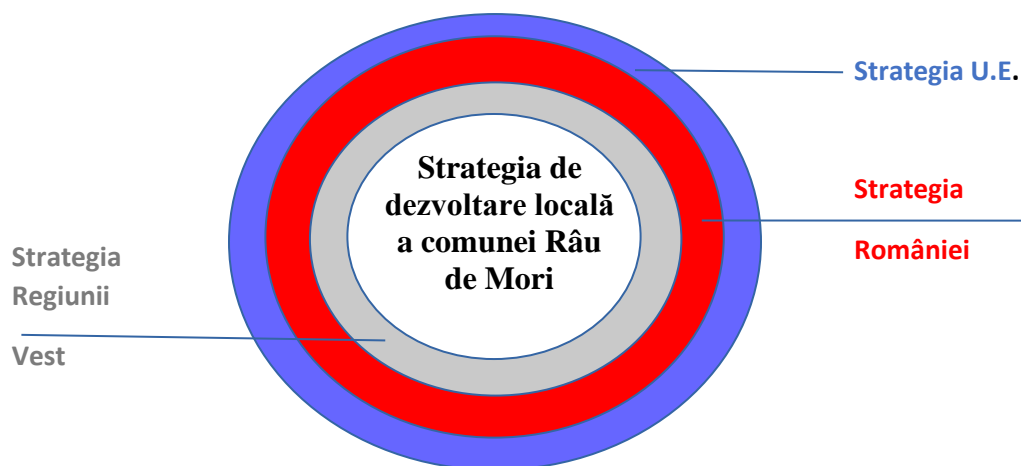 Strategia U.E.
Strategia de
dezvoltare locală
a comunei Râu
de Mori
Strategia
României
Strategia
Regiunii
Vest